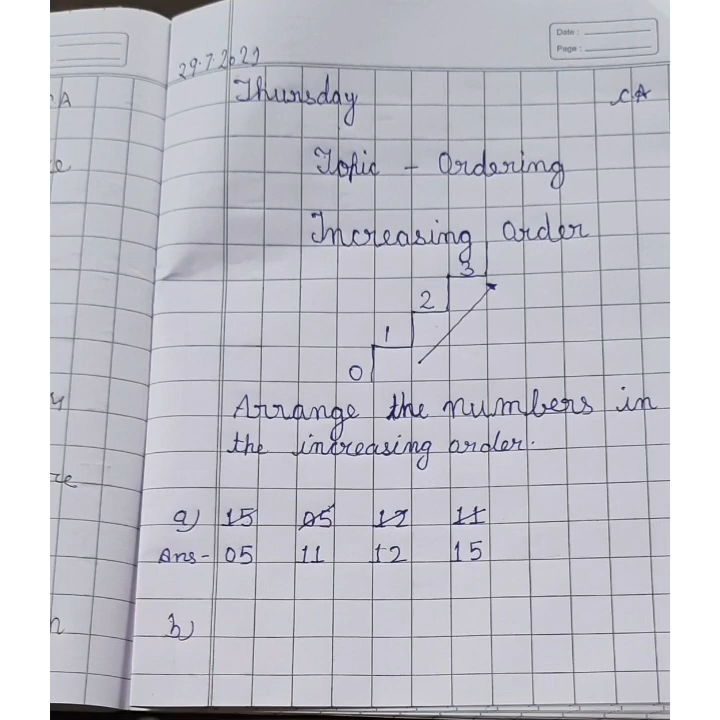 Date :
Page :
29.7.2021
Thursday
CA
Topic - Ordering
Increasing order
3
2
1
0
Arrange the numbers in
the increasing order.
a) 15 05 12 11
Ans- 05 11 12 15
b)